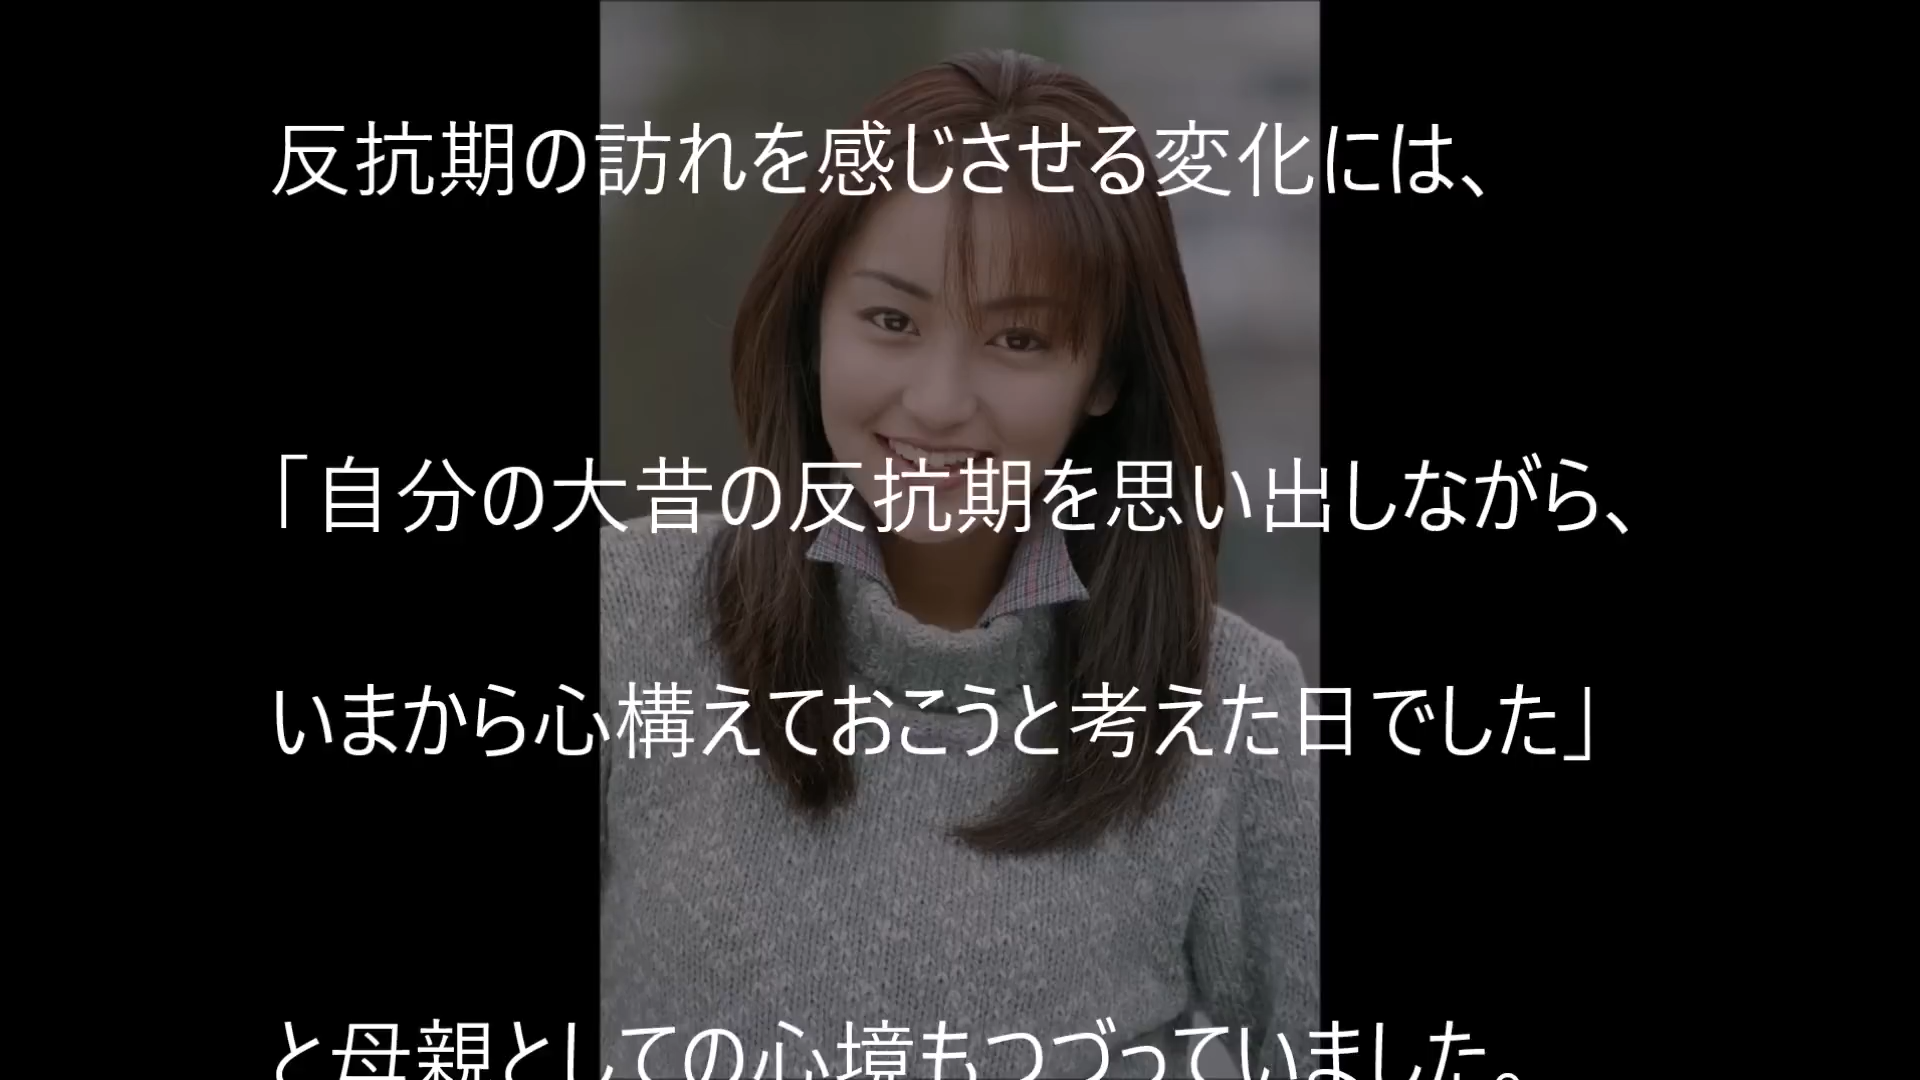 反抗期の訪れを感じさせる変化には、
「自分の大昔の反抗期を思い出しながら、
いまから心構えておこうと考えた日でした」
と母親としての心境もつづっていました。